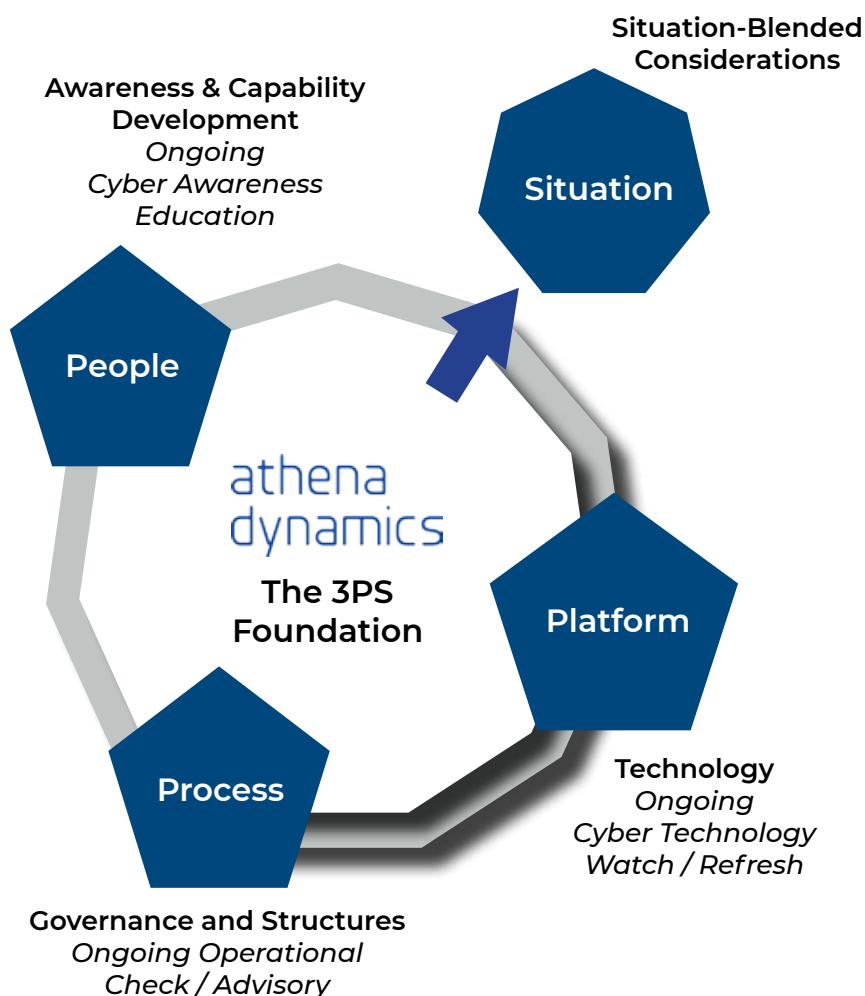 Situation-Blended
Considerations
Situation
Awareness & Capability
Development
Ongoing
Cyber Awareness
Education
People
athena
dynamics
The 3PS
Foundation
Platform
Technology
Ongoing
Cyber Technology
Watch / Refresh
Process
Governance and Structures
Ongoing Operational
Check / Advisory